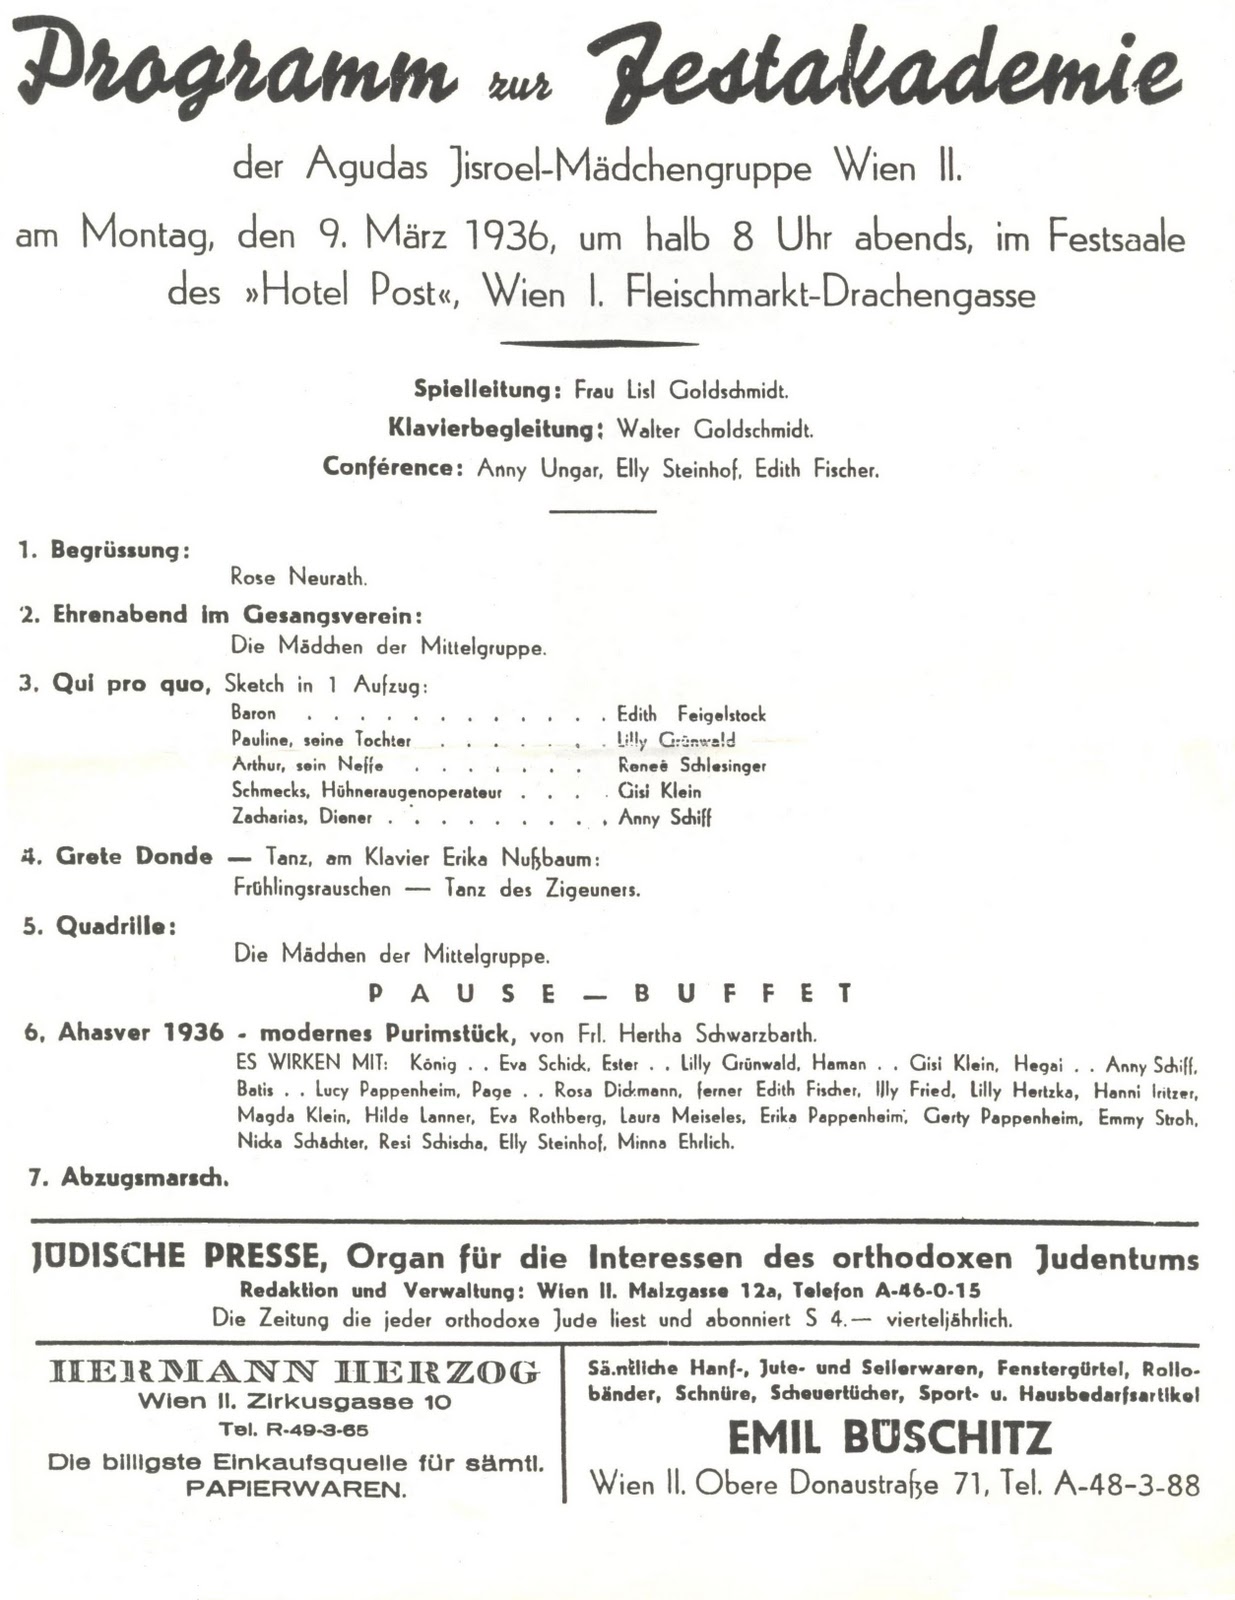 Programm zur Festakademie
der Agudas Jisroel-Mädchengruppe Wien II.
am Montag, den 9. März 1936, um halb 8 Uhr abends, im Festsaale
des »Hotel Post«, Wien I. Fleischmarkt-Drachengasse
Spielleitung: Frau Lisl Goldschmidt.
Klavierbegleitung: Walter Goldschmidt.
Conférence: Anny Ungar, Elly Steinhof, Edith Fischer.
1. Begrüssung:
Rose Neurath.
2. Ehrenabend im Gesangsverein:
Die Mädchen der Mittelgruppe.
3. Qui pro quo, Sketch in 1 Aufzug:
Baron . . . . . . . . . . . . . Edith Feigelstock
Pauline, seine Tochter . . . . . . . Lilly Grünwald
Arthur, sein Neffe . . . . . . . Reneè Schlesinger
Schmecks, Hühneraugenoperateur . . . . Gisi Klein
Zacharias, Diener . . . . . . . . . . Anny Schiff
4. Grete Donde — Tanz, am Klavier Erika Nußbaum:
Frühlingsrauschen — Tanz des Zigeuners.
5. Quadrille:
Die Mädchen der Mittelgruppe.
PAUSE — BUFFET
6, Ahasver 1936 - modernes Purimstück, von Frl. Hertha Schwarzbarth.
ES WIRKEN MIT: König . . Eva Schick, Ester . . Lilly Grünwald, Haman . . Gisi Klein, Hegai . . Anny Schiff,
Batis . . Lucy Pappenheim, Page . . Rosa Dickmann, ferner Edith Fischer, Illy Fried, Lilly Hertzka, Hanni Iritzer,
Magda Klein, Hilde Lanner, Eva Rothberg, Laura Meiseles, Erika Pappenheim, Gerty Pappenheim, Emmy Stroh,
Nicka Schächter, Resi Schischa, Elly Steinhof, Minna Ehrlich.
7. Abzugsmarsch.
JÜDISCHE PRESSE, Organ für die Interessen des orthodoxen Judentums
Redaktion und Verwaltung: Wien II. Malzgasse 12a, Telefon A-46-0-15
Die Zeitung die jeder orthodoxe Jude liest und abonniert S 4.— vierteljährlich.
HERMANN HERZOG
Wien II. Zirkusgasse 10
Tel. R-49-3-65
Die billigste Einkaufsquelle für sämtl.
PAPIERWAREN.
Sä.ntliche Hanf-, Jute- und Seilerwaren, Fenstergürtel, Rollo-
bänder, Schnüre, Scheuertücher, Sport- u. Hausbedarfsartikel
EMIL BÜSCHITZ
Wien II. Obere Donaustraße 71, Tel. A-48-3-88